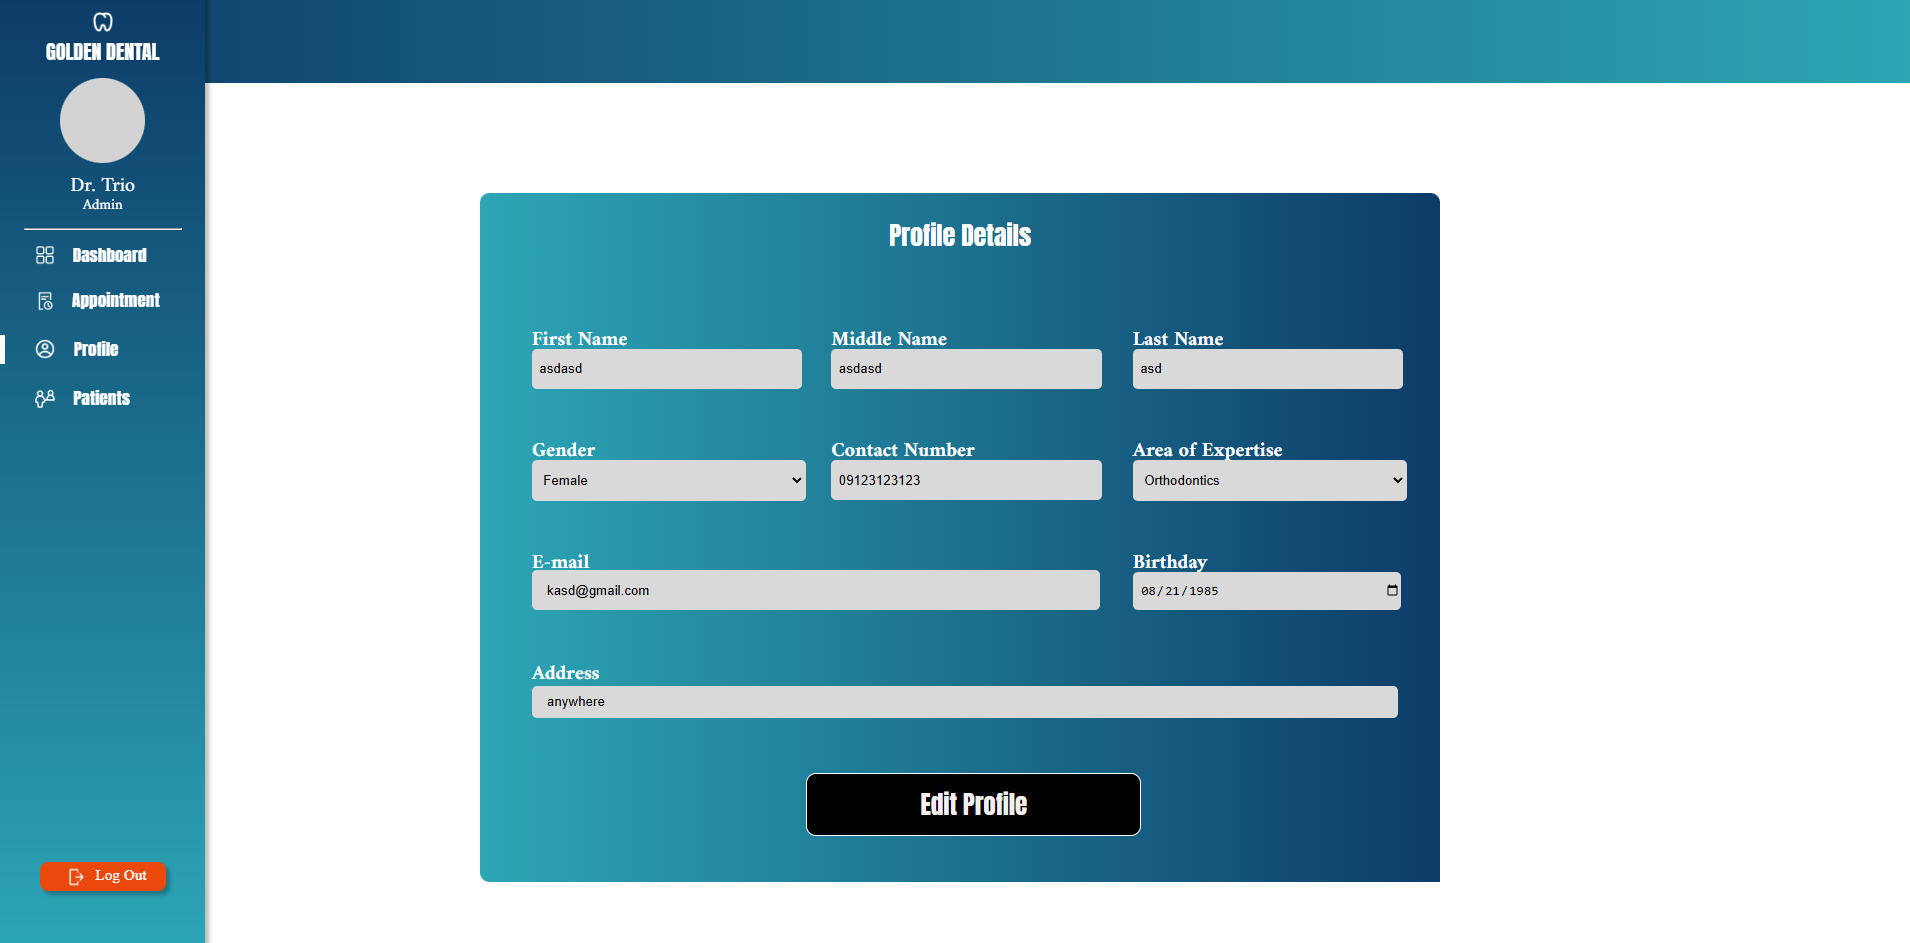 GOLDEN DENTAL
Dr. Trio
Admin
Dashboard
Appointment
Profile
Patients
Log Out
Profile Details
First Name
Middle Name
Last Name
asdasd
asdasd
asd
Gender
Contact Number
Area of Expertise
Female
09123123123
Orthodontics
E-mail
Birthday
kasd@gmail.com
08/21/1985
Address
anywhere
Edit Profile